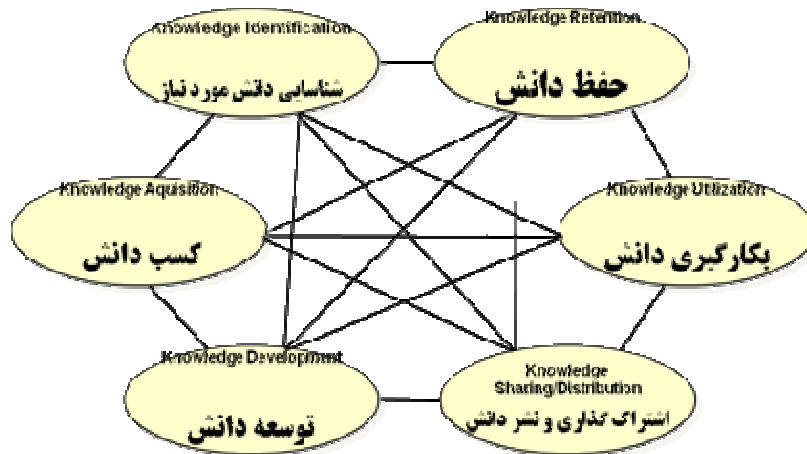 Knowledge Identification
شناسایی دانش مورد نیاز
Knowledge Retention
حفظ دانش
Knowledge Aquisition
کسب دانش
Knowledge Utilization
بکارگیری دانش
Knowledge Development
توسعه دانش
Knowledge
Sharing/Distribution
اشتراک گذاری و نشر دانش